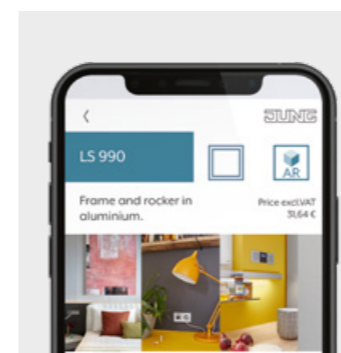 JUNG
LS 990
AR
Frame and rocker in
aluminium.
Price excl.VAT
31,64 €